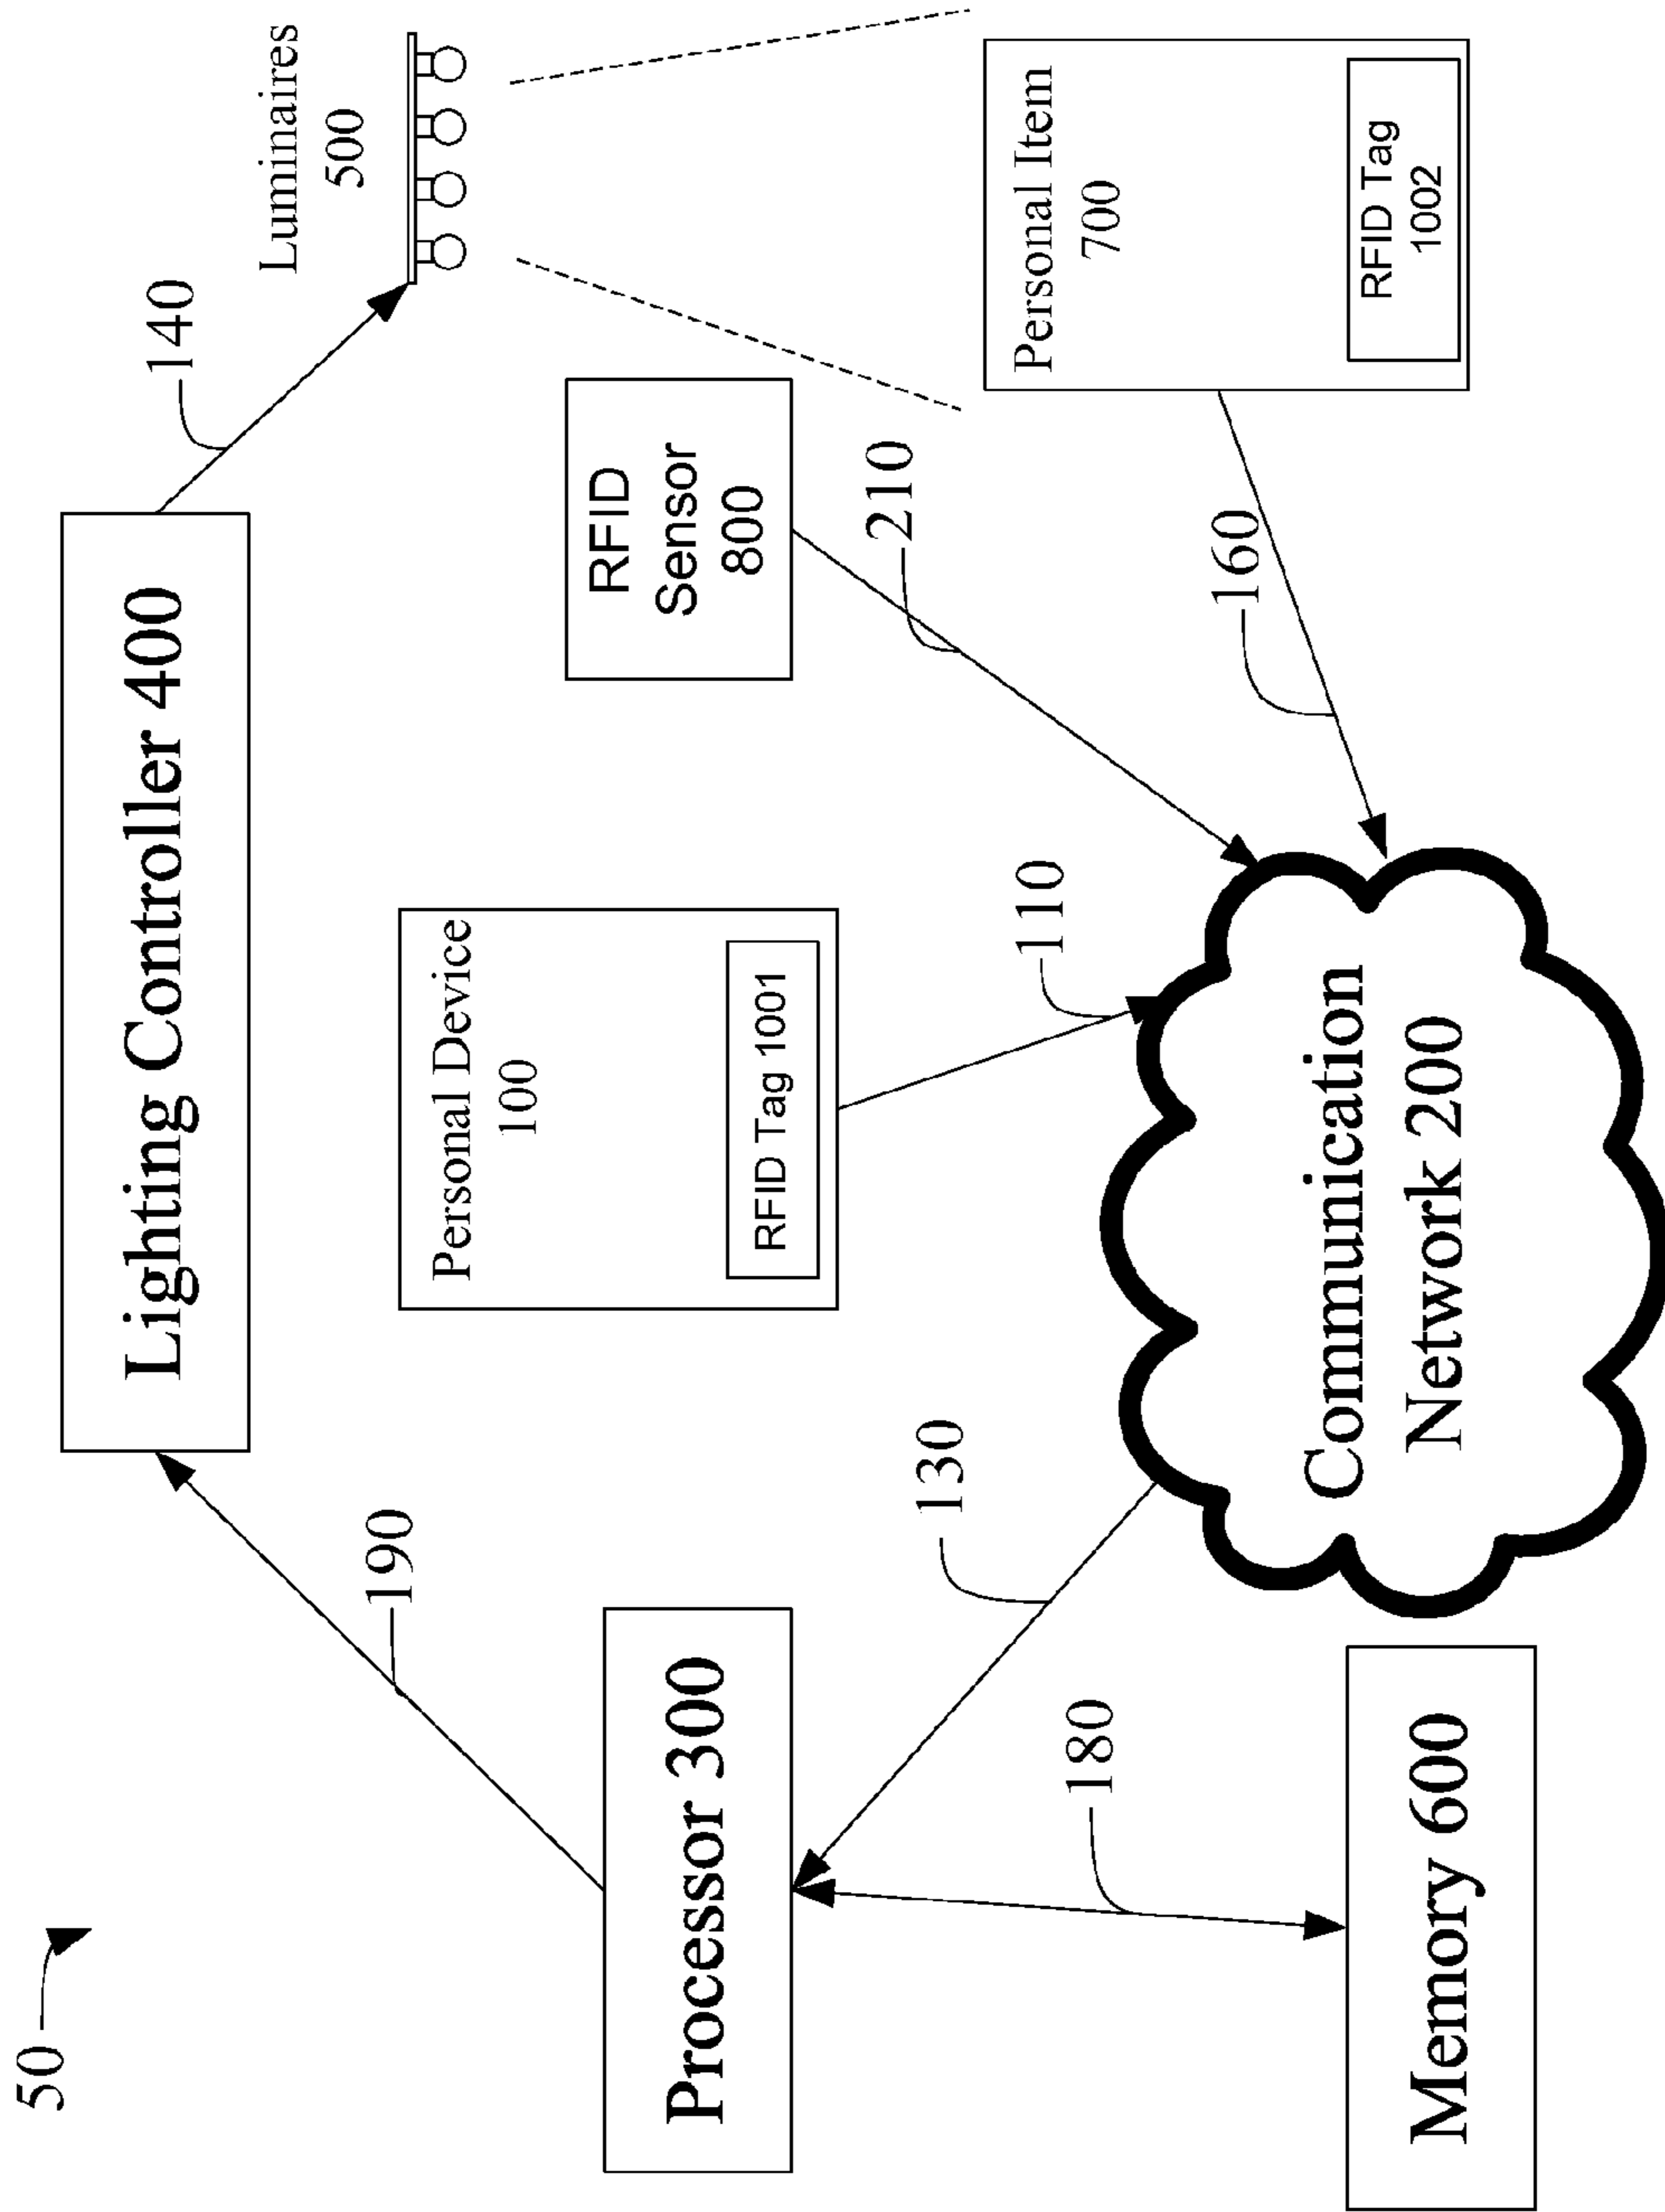 50
Lighting Controller 400
140
Luminaires
500
190
Personal Device
100
RFID Tag 1001
RFID
Sensor
800
Processor 300
130
110
210
160
Personal Item
700
RFID Tag
1002
180
Communication
Network 200
Memory 600